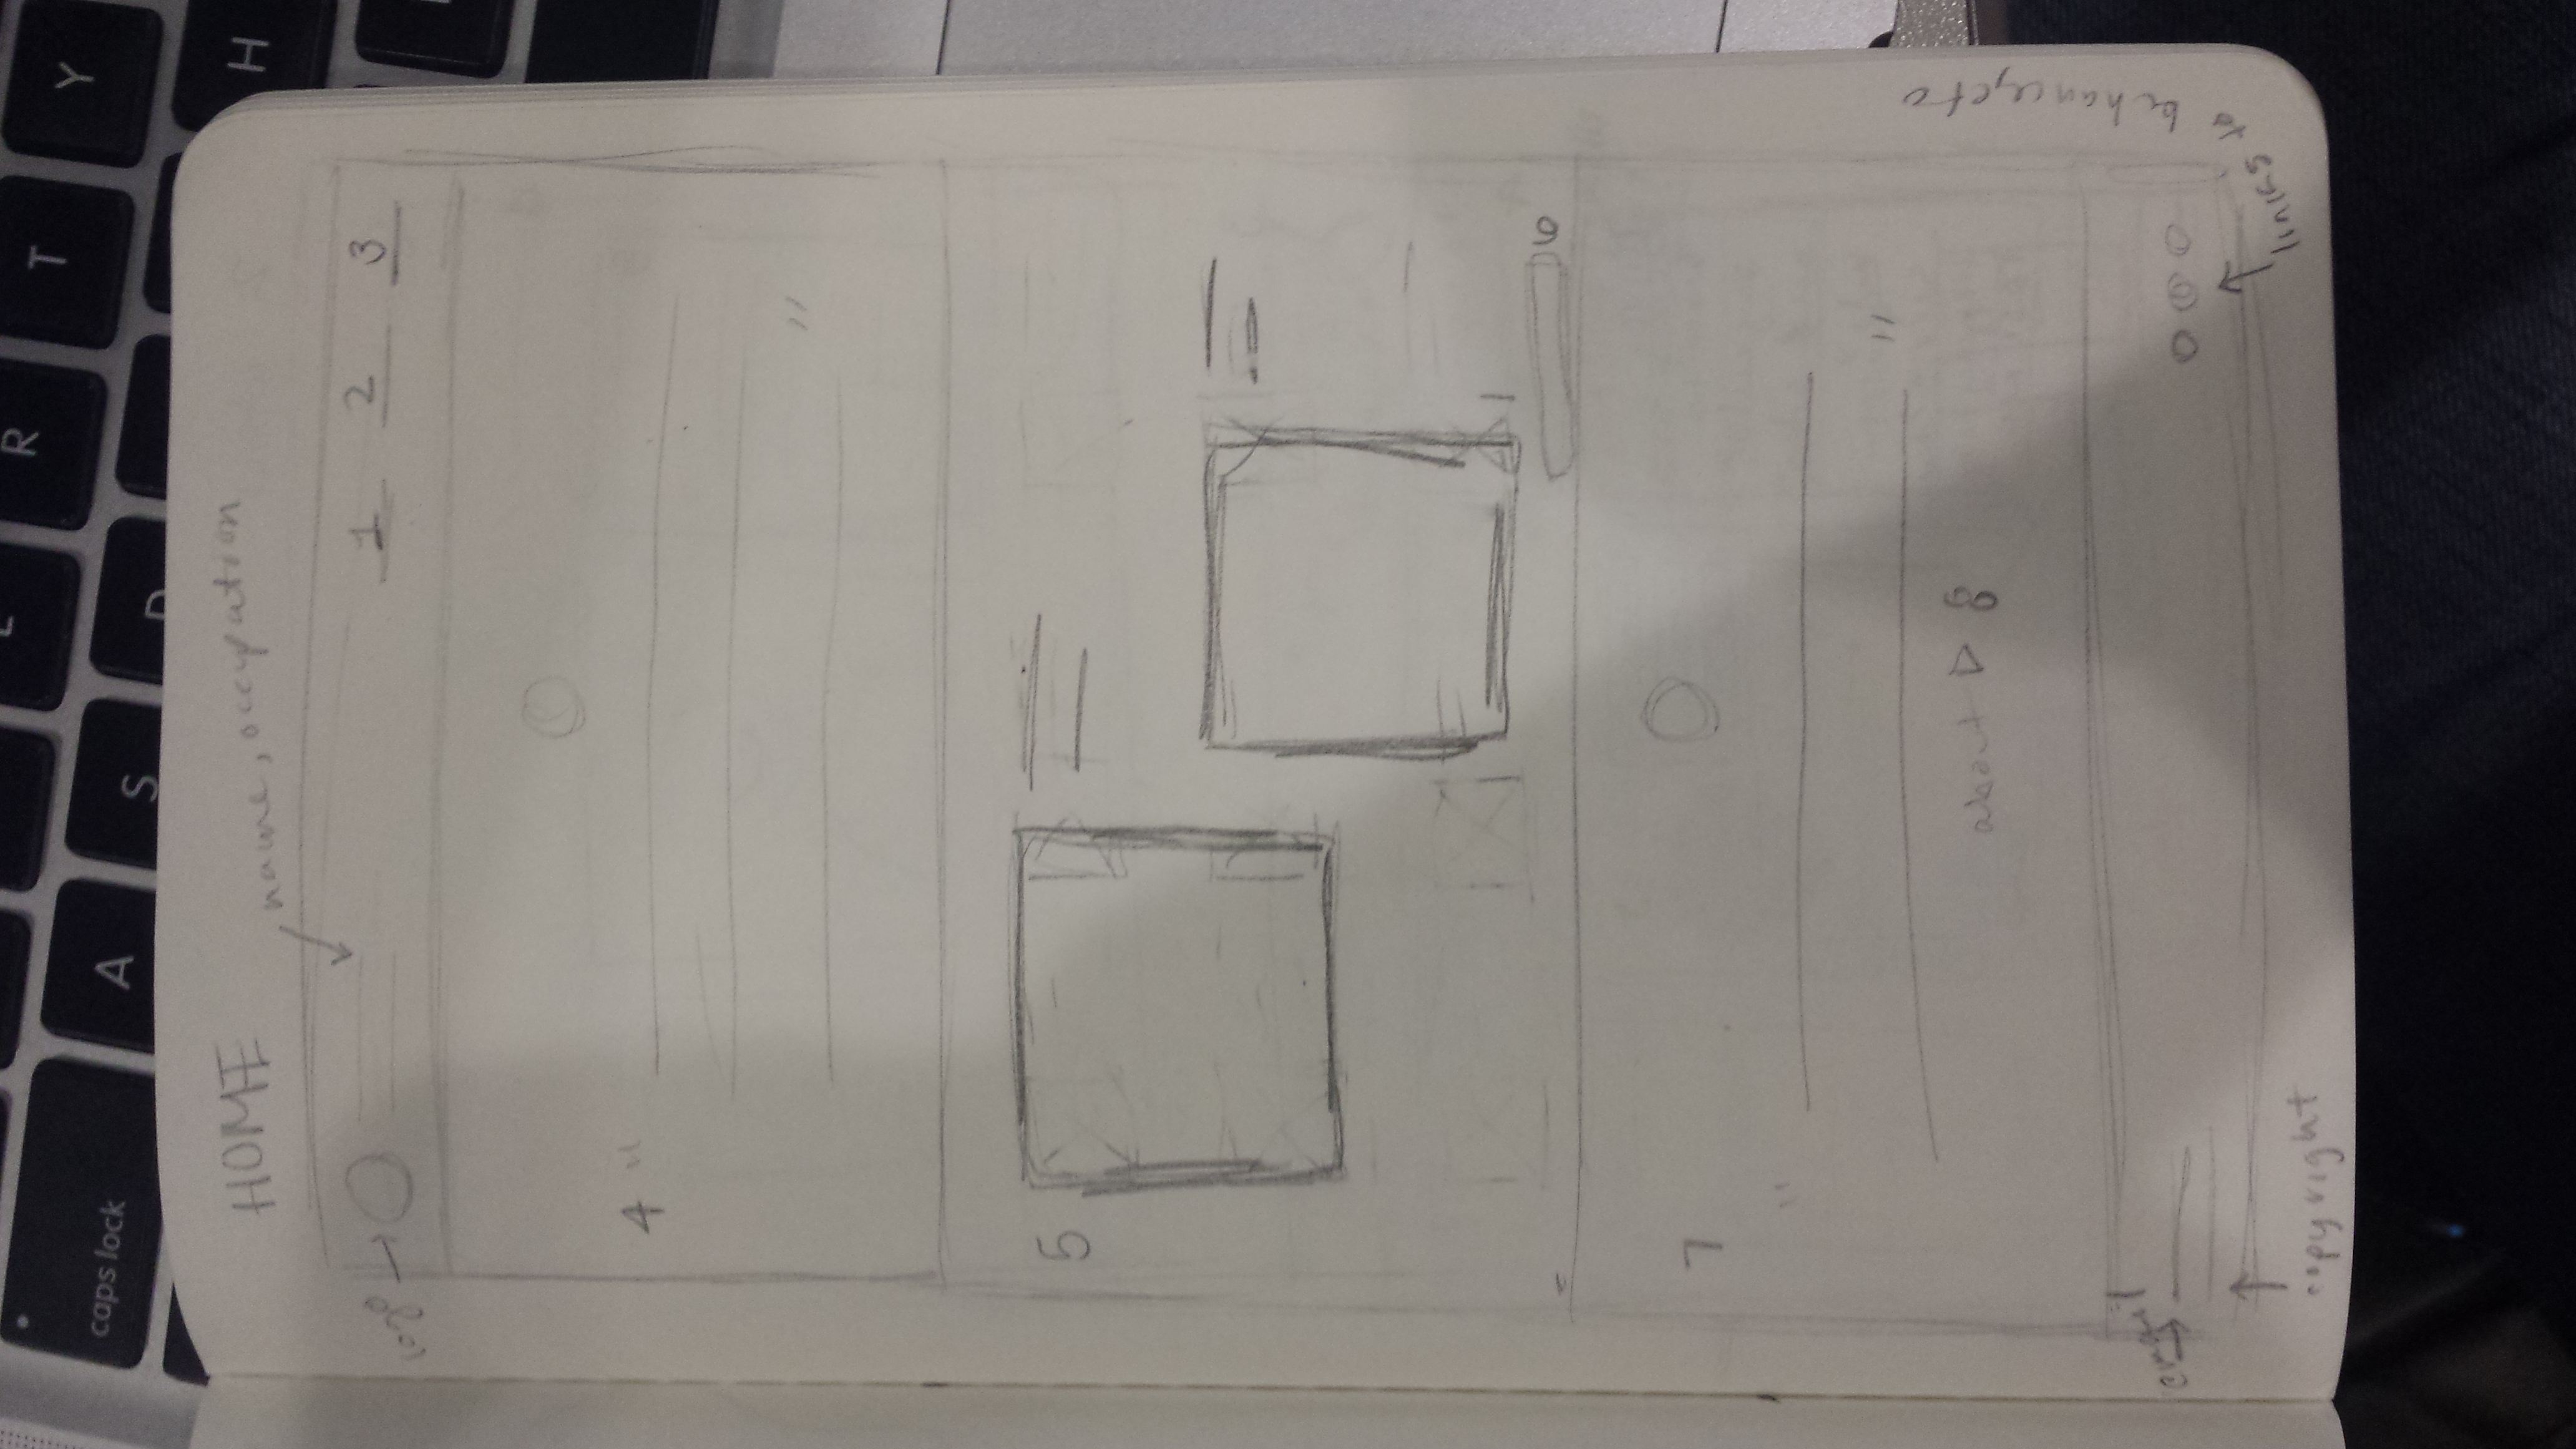 L
R
T
Y
caps lock
A
S
D
H
HOME
name, occupation
logo
1
2
3
4 "
"
5
6
7
"
"
about ▷ 8
email
copyright
links to behance, etc